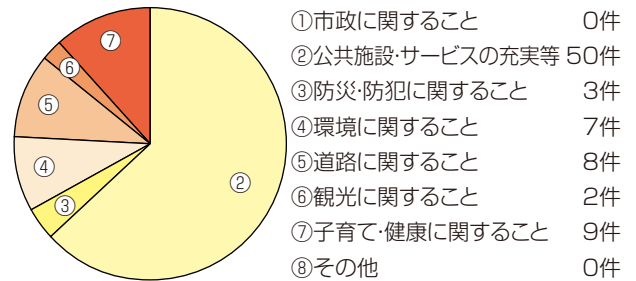 ①市政に関すること 0件
②公共施設・サービスの充実等 50件
③防災・防犯に関すること 3件
④環境に関すること 7件
⑤道路に関すること 8件
⑥観光に関すること 2件
⑦子育て・健康に関すること 9件
⑧その他 0件
⑦
⑥
⑤
④
③
②